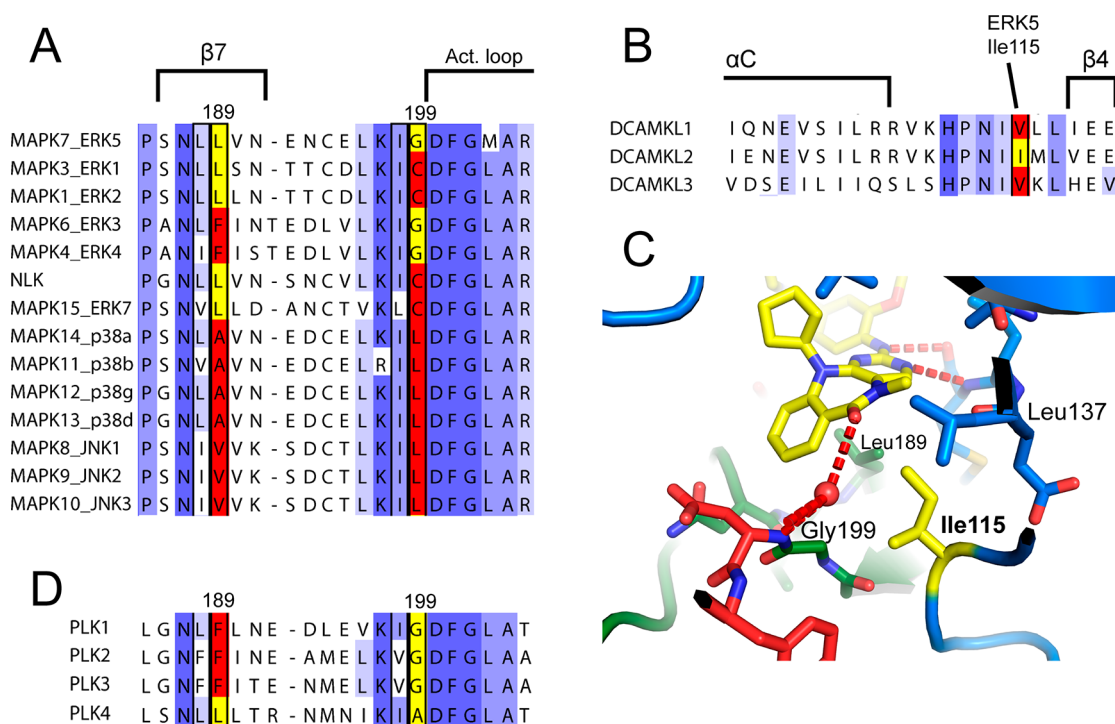 A
β7
Act. loop
189
199
MAPK7_ERK5 P S N L L V N - E N C E L K I G D F G M A R
MAPK3_ERK1 P S N L L S N - T T C D L K I C D F G L A R
MAPK1_ERK2 P S N L L L N - T T C D L K I C D F G L A R
MAPK6_ERK3 P A N L F I N T E D L V L K I G D F G L A R
MAPK4_ERK4 P A N I F I S T E D L V L K I G D F G L A R
NLK P G N L L V N - S N C V L K I C D F G L A R
MAPK15_ERK7 P S N V L L D - A N C T V K L C D F G L A R
MAPK14_p38a P S N L A V N - E D C E L K I L D F G L A R
MAPK11_p38b P S N V A V N - E D C E L R I L D F G L A R
MAPK12_p38g P G N L A V N - E D C E L K I L D F G L A R
MAPK13_p38d P G N L A V N - E D C E L K I L D F G L A R
MAPK8_JNK1 P S N I V V K - S D C T L K I L D F G L A R
MAPK9_JNK2 P S N I V V K - S D C T L K I L D F G L A R
MAPK10_JNK3 P S N I V V K - S D C T L K I L D F G L A R
B
ERK5
Ile115
αC
β4
DCAMKL1 I Q N E V S I L R R V K H P N I V L L I E E
DCAMKL2 I E N E V S I L R R V K H P N I I M L V E E
DCAMKL3 V D S E I L I I Q S L S H P N I V K L H E V
C
Leu137
Leu189
Ile115
Gly199
D
189
199
PLK1 L G N L F L N E - D L E V K I G D F G L A T
PLK2 L G N F F I N E - A M E L K V G D F G L A A
PLK3 L G N F F I T E - N M E L K V G D F G L A A
PLK4 L S N L L L T R - N M N I K I A D F G L A T